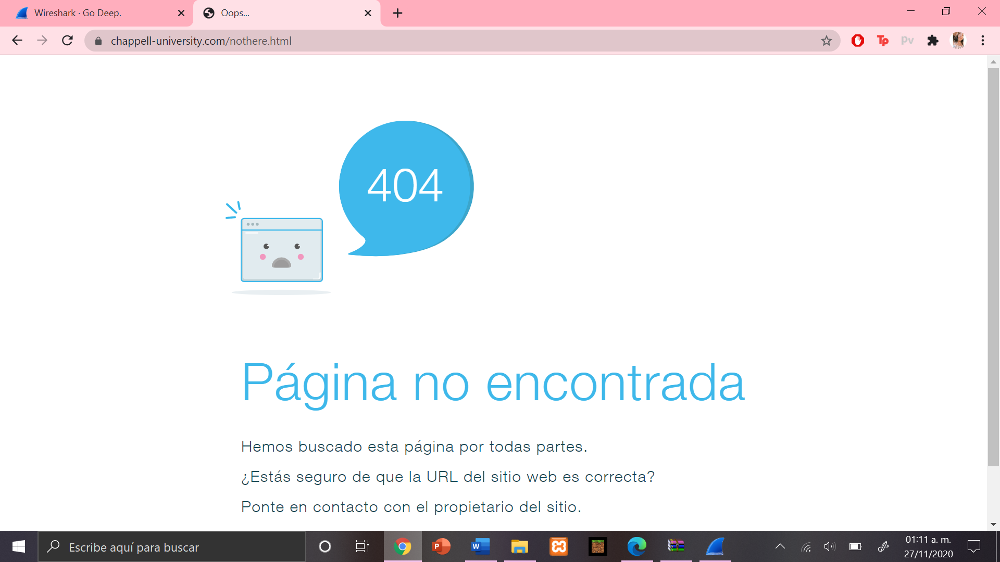 Wireshark · Go Deep.
Oops...
chappell-university.com/nothere.html
Tp
pv
404
Página no encontrada
Hemos buscado esta página por todas partes.
¿Estás seguro de que la URL del sitio web es correcta?
Ponte en contacto con el propietario del sitio.
Escribe aquí para buscar
P
W
01:11 a. m.
27/11/2020